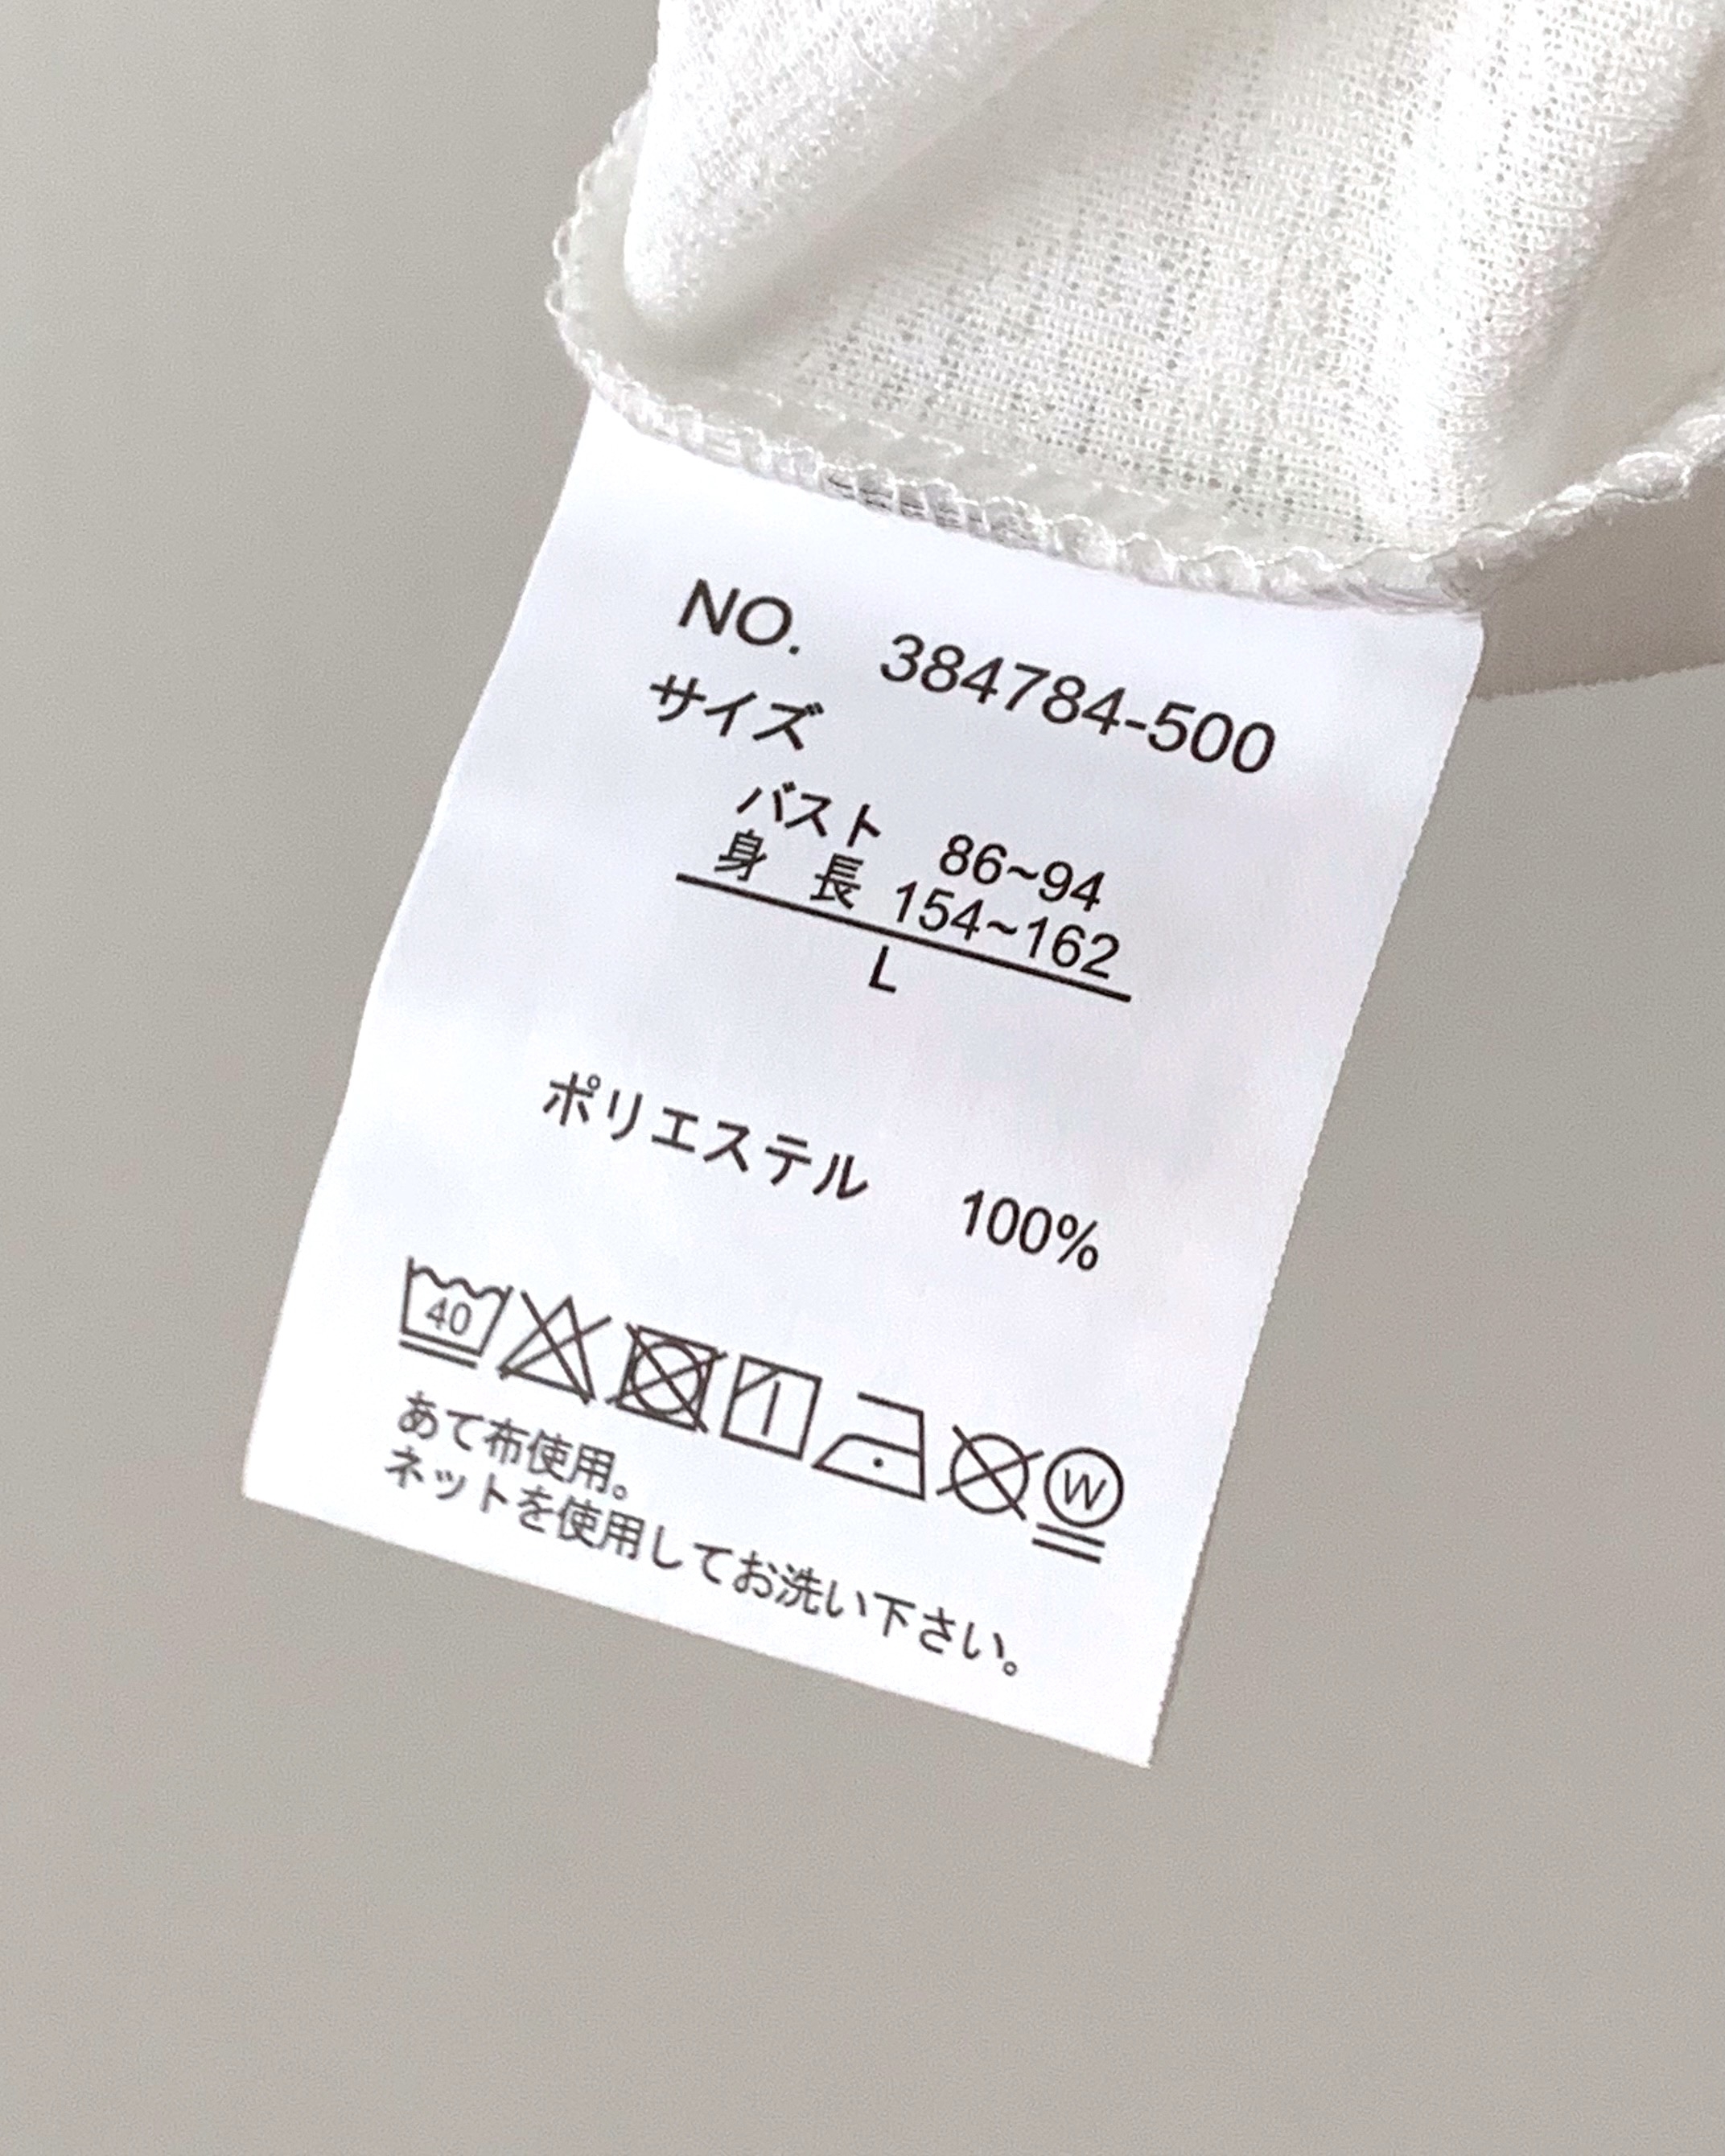 NO. 384784-500
サイズ
バスト 86~94
身長 154~162
L
ポリエステル 100%
40
W
あて布使用。
ネットを使用してお洗い下さい。